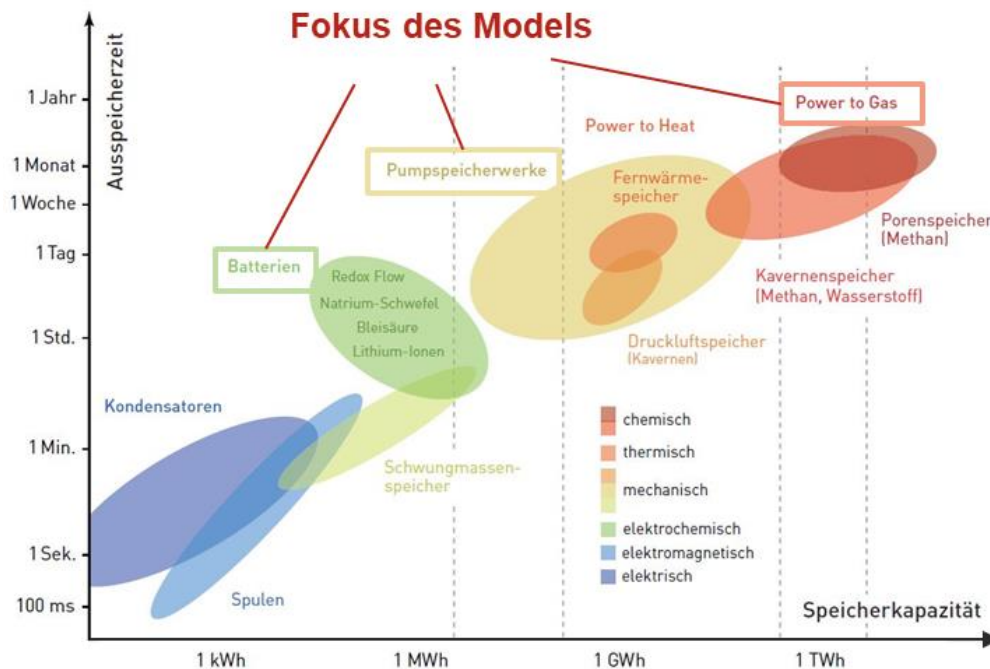 Fokus des Models
Ausspeicherzeit
1 Jahr
1 Monat
1 Woche
1 Tag
1 Std.
1 Min.
1 Sek.
100 ms
Power to Gas
Power to Heat
Pumpspeicherwerke
Fernwärme-
speicher
Porenspeicher
(Methan)
Batterien
Redox Flow
Natrium-Schwefel
Bleisäure
Lithium-Ionen
Kavernenspeicher
(Methan, Wasserstoff)
Druckluftspeicher
(Kavernen)
Kondensatoren
Schwungmassen-
speicher
Spulen
chemisch
thermisch
mechanisch
elektrochemisch
elektromagnetisch
elektrisch
Speicherkapazität
1 kWh
1 MWh
1 GWh
1 TWh